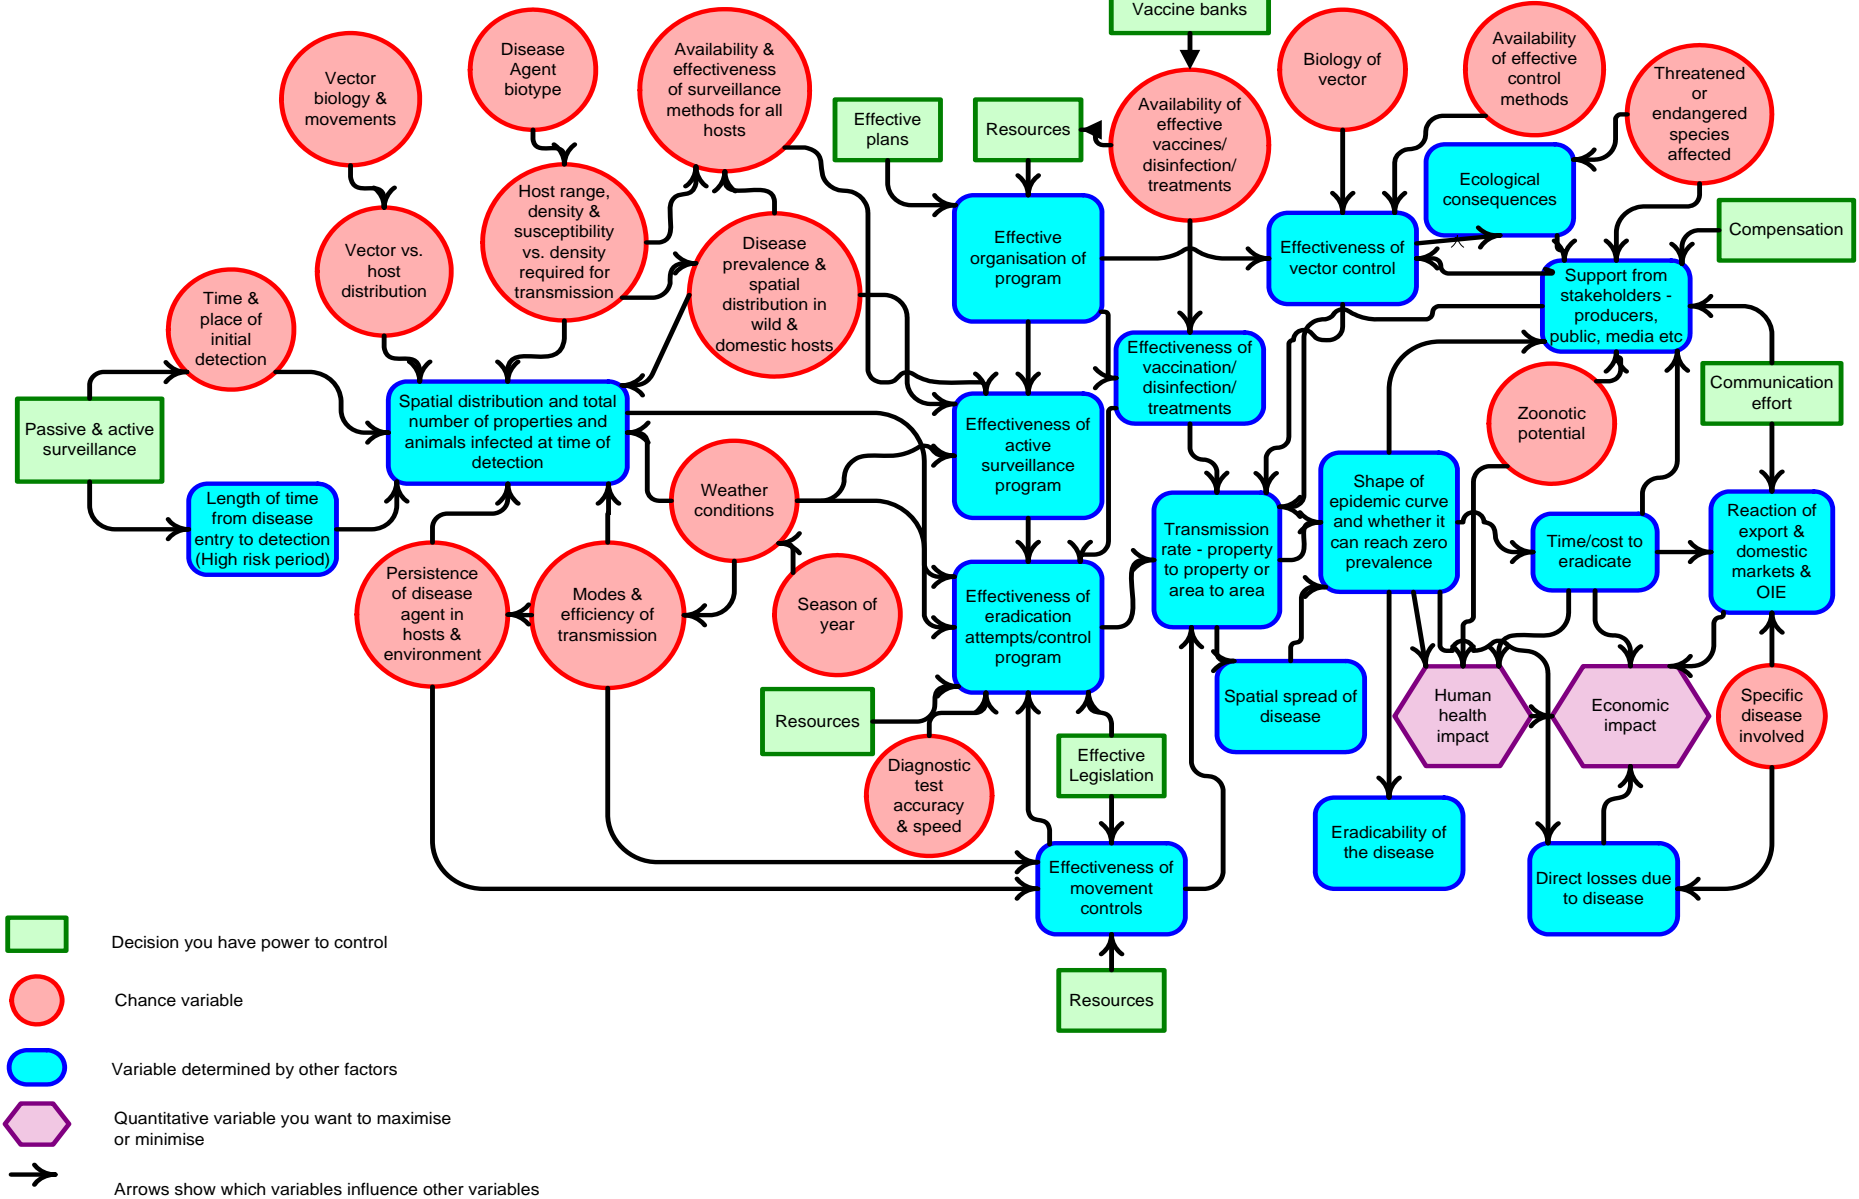 Vaccine banks
Vector
biology &
movements
Disease
Agent
biotype
Availability &
effectiveness
of surveillance
methods for all
hosts
Effective
plans
Resources
Availability of
effective
vaccines/
disinfection/
treatments
Biology of
vector
Availability
of effective
control
methods
Threatened
or
endangered
species
affected
Ecological
consequences
Compensation
Vector vs.
host
distribution
Host range,
density &
susceptibility
vs. density
required for
transmission
Disease
prevalence &
spatial
distribution in
wild &
domestic hosts
Effective
organisation of
program
Effectiveness of
vector control
Support from
stakeholders -
producers,
public, media etc
Time &
place of
initial
detection
Effectiveness of
vaccination/
disinfection/
treatments
Zoonotic
potential
Communication
effort
Passive & active
surveillance
Spatial distribution and total
number of properties and
animals infected at time of
detection
Effectiveness of
active
surveillance
program
Length of time
from disease
entry to detection
(High risk period)
Weather
conditions
Transmission
rate - property
to property or
area to area
Shape of
epidemic curve
and whether it
can reach zero
prevalence
Time/cost to
eradicate
Reaction of
export &
domestic
markets &
OIE
Persistence
of disease
agent in
hosts &
environment
Modes &
efficiency of
transmission
Season of
year
Effectiveness of
eradication
attempts/control
program
Resources
Spatial spread of
disease
Human
health
impact
Economic
impact
Specific
disease
involved
Diagnostic
test
accuracy
& speed
Effective
Legislation
Eradicability of
the disease
Effectiveness of
movement
controls
Direct losses due
to disease
Resources
Decision you have power to control
Chance variable
Variable determined by other factors
Quantitative variable you want to maximise
or minimise
Arrows show which variables influence other variables